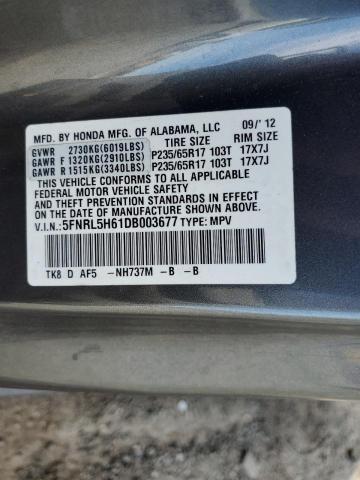 MFD. BY HONDA MFG. OF ALABAMA, LLC 09/'12
GVWR 2730KG(6019LBS) TIRE SIZE RIM SIZE
GAWR F 1320KG(2910LBS) P235/65R17 103T 17X7J
GAWR R 1515KG(3340LBS) P235/65R17 103T 17X7J
THIS VEHICLE CONFORMS TO ALL APPLICABLE
FEDERAL MOTOR VEHICLE SAFETY
AND THEFT PREVENTION STANDARDS IN EFFECT
ON THE DATE OF MANUFACTURE SHOWN ABOVE.
V.I.N.: 5FNRL5H61DB003677 TYPE: MPV
TK8 D AF5 -NH737M -B -B